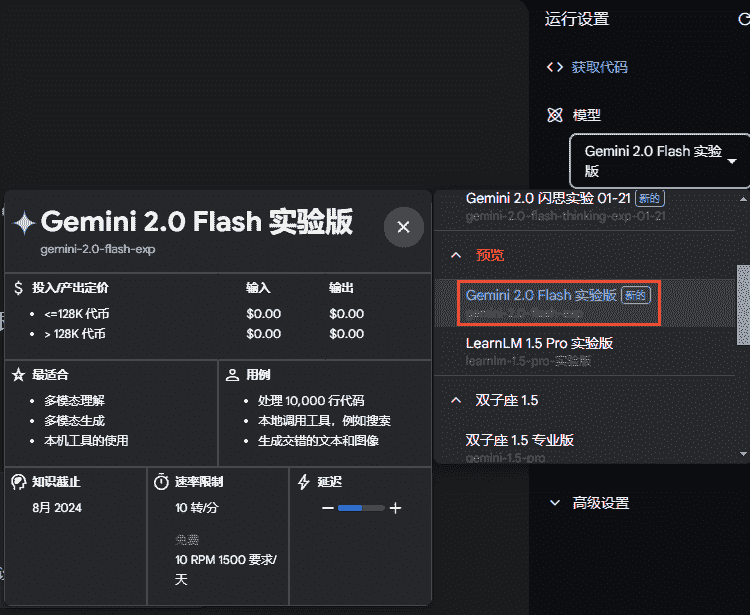 运行设置
获取代码
模型
Gemini 2.0 Flash 实验
版
Gemini 2.0 闪思实验 01-21 新的
gemini-2.0-flash-thinking-exp-01-21
预览
Gemini 2.0 Flash 实验版 新的
gemini-2.0-flash-exp
LearnLM 1.5 Pro 实验版
learnlm-1.5-pro-实验版
双子座 1.5
双子座 1.5 专业版
gemini-1.5-pro
高级设置
Gemini 2.0 Flash 实验版
gemini-2.0-flash-exp
投入/产出定价 输入 输出
<=128K 代币 $0.00 $0.00
> 128K 代币 $0.00 $0.00
最适合
多模态理解
多模态生成
本机工具的使用
用例
处理 10,000 行代码
本地调用工具，例如搜索
生成交错的文本和图像
知识截止
8月 2024
速率限制
10 转/分
免费
10 RPM 1500 要求/
天
延迟